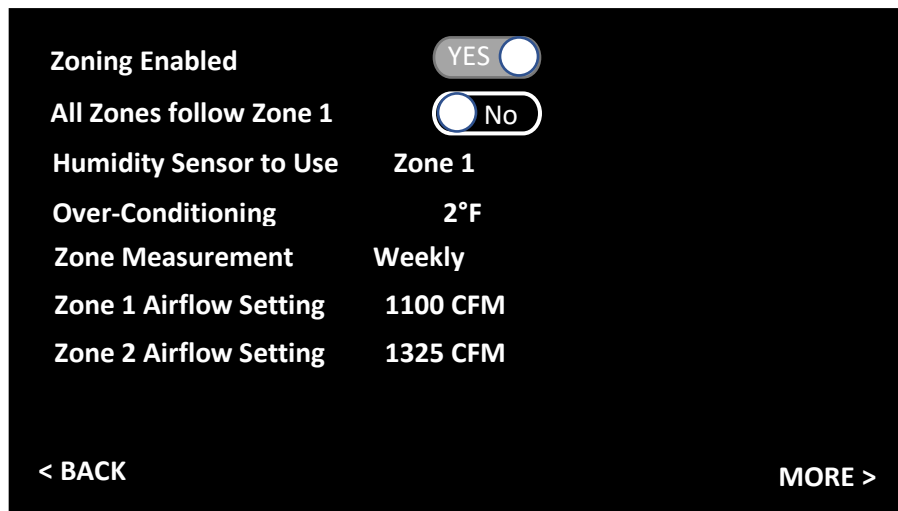 Zoning Enabled YES
All Zones follow Zone 1 No
Humidity Sensor to Use Zone 1
Over-Conditioning 2°F
Zone Measurement Weekly
Zone 1 Airflow Setting 1100 CFM
Zone 2 Airflow Setting 1325 CFM
< BACK MORE >